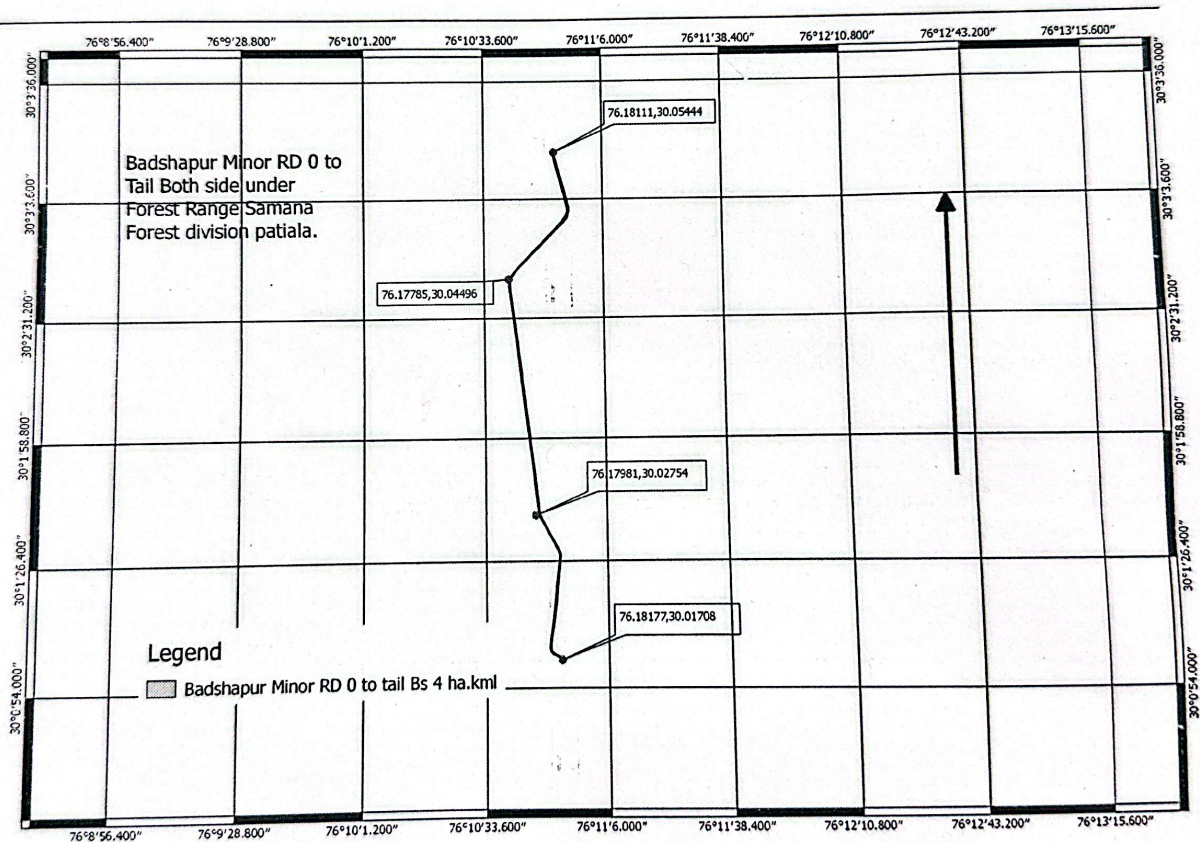 76°8'56.400" 76°9'28.800" 76°10'1.200" 76°10'33.600" 76°11'6.000" 76°11'38.400" 76°12'10.800" 76°12'43.200" 76°13'15.600"
30°3'36.000" 30°3'36.000"
76.18111,30.05444
Badshapur Minor RD 0 to
Tail Both side under
Forest Range Samana
Forest division patiala.
30°3'3.600" 30°3'3.600"
76.17785,30.04496
30°2'31.200" 30°2'31.200"
30°1'58.800" 30°1'58.800"
76.17981,30.02754
30°1'26.400" 30°1'26.400"
76.18177,30.01708
Legend
Badshapur Minor RD 0 to tail Bs 4 ha.kml
30°0'54.000" 30°0'54.000"
76°8'56.400" 76°9'28.800" 76°10'1.200" 76°10'33.600" 76°11'6.000" 76°11'38.400" 76°12'10.800" 76°12'43.200" 76°13'15.600"